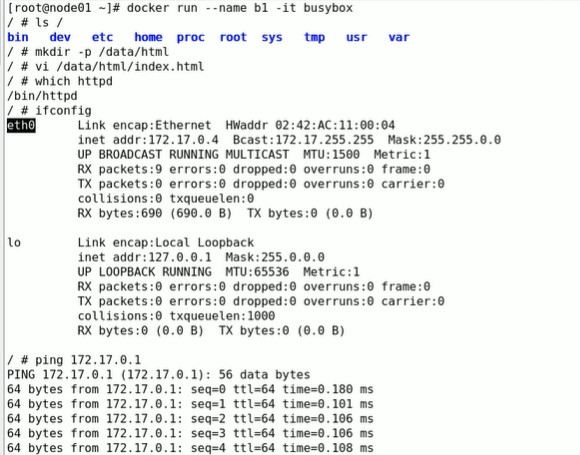 [root@node01 ~]# docker run --name b1 -it busybox
/ # ls /
bin   dev   etc   home  proc  root  sys   tmp   usr   var
/ # mkdir -p /data/html
/ # vi /data/html/index.html
/ # which httpd
/bin/httpd
/ # ifconfig
eth0      Link encap:Ethernet  HWaddr 02:42:AC:11:00:04
          inet addr:172.17.0.4  Bcast:172.17.255.255  Mask:255.255.0.0
          UP BROADCAST RUNNING MULTICAST  MTU:1500  Metric:1
          RX packets:9 errors:0 dropped:0 overruns:0 frame:0
          TX packets:0 errors:0 dropped:0 overruns:0 carrier:0
          collisions:0 txqueuelen:0
          RX bytes:690 (690.0 B)  TX bytes:0 (0.0 B)
lo        Link encap:Local Loopback
          inet addr:127.0.0.1  Mask:255.0.0.0
          UP LOOPBACK RUNNING  MTU:65536  Metric:1
          RX packets:0 errors:0 dropped:0 overruns:0 frame:0
          TX packets:0 errors:0 dropped:0 overruns:0 carrier:0
          collisions:0 txqueuelen:1000
          RX bytes:0 (0.0 B)  TX bytes:0 (0.0 B)
/ # ping 172.17.0.1
PING 172.17.0.1 (172.17.0.1): 56 data bytes
64 bytes from 172.17.0.1: seq=0 ttl=64 time=0.180 ms
64 bytes from 172.17.0.1: seq=1 ttl=64 time=0.101 ms
64 bytes from 172.17.0.1: seq=2 ttl=64 time=0.106 ms
64 bytes from 172.17.0.1: seq=3 ttl=64 time=0.106 ms
64 bytes from 172.17.0.1: seq=4 ttl=64 time=0.108 ms